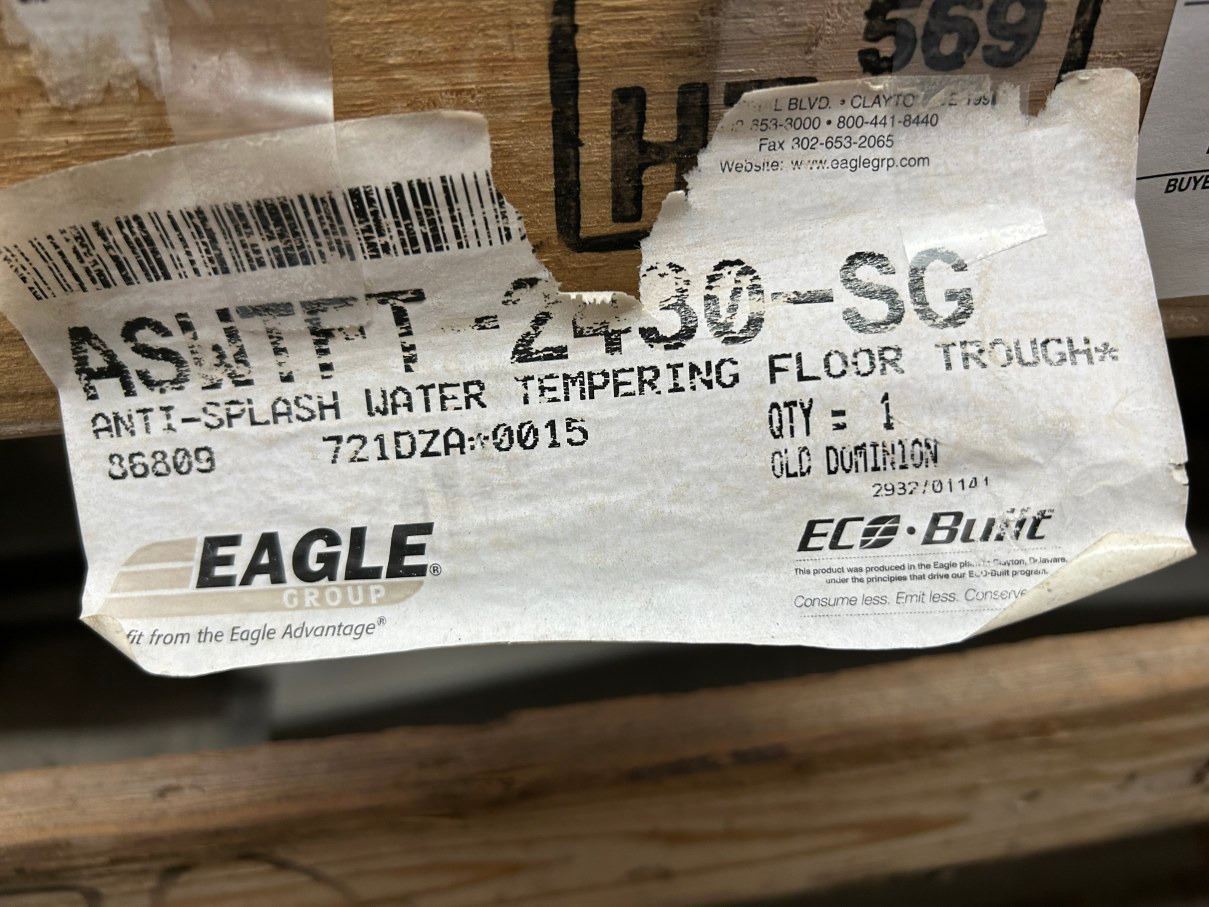 569
H
L BLVD. • CLAYTO
853-3000 • 800-441-8440
Fax 302-653-2065
Website: www.eaglegrp.com
BUYE
ASWTFT-2430-SG
ANTI-SPLASH WATER TEMPERING FLOOR TROUGH*
86809 721DZA*0015
QTY = 1
OLD DOMINION
2932/01141
EAGLE®
GROUP
fit from the Eagle Advantage®
ECO•Built
This product was produced in the Eagle plant in Clayton, Delaware,
under the principles that drive our ECO-Built program.
Consume less. Emit less. Conserve